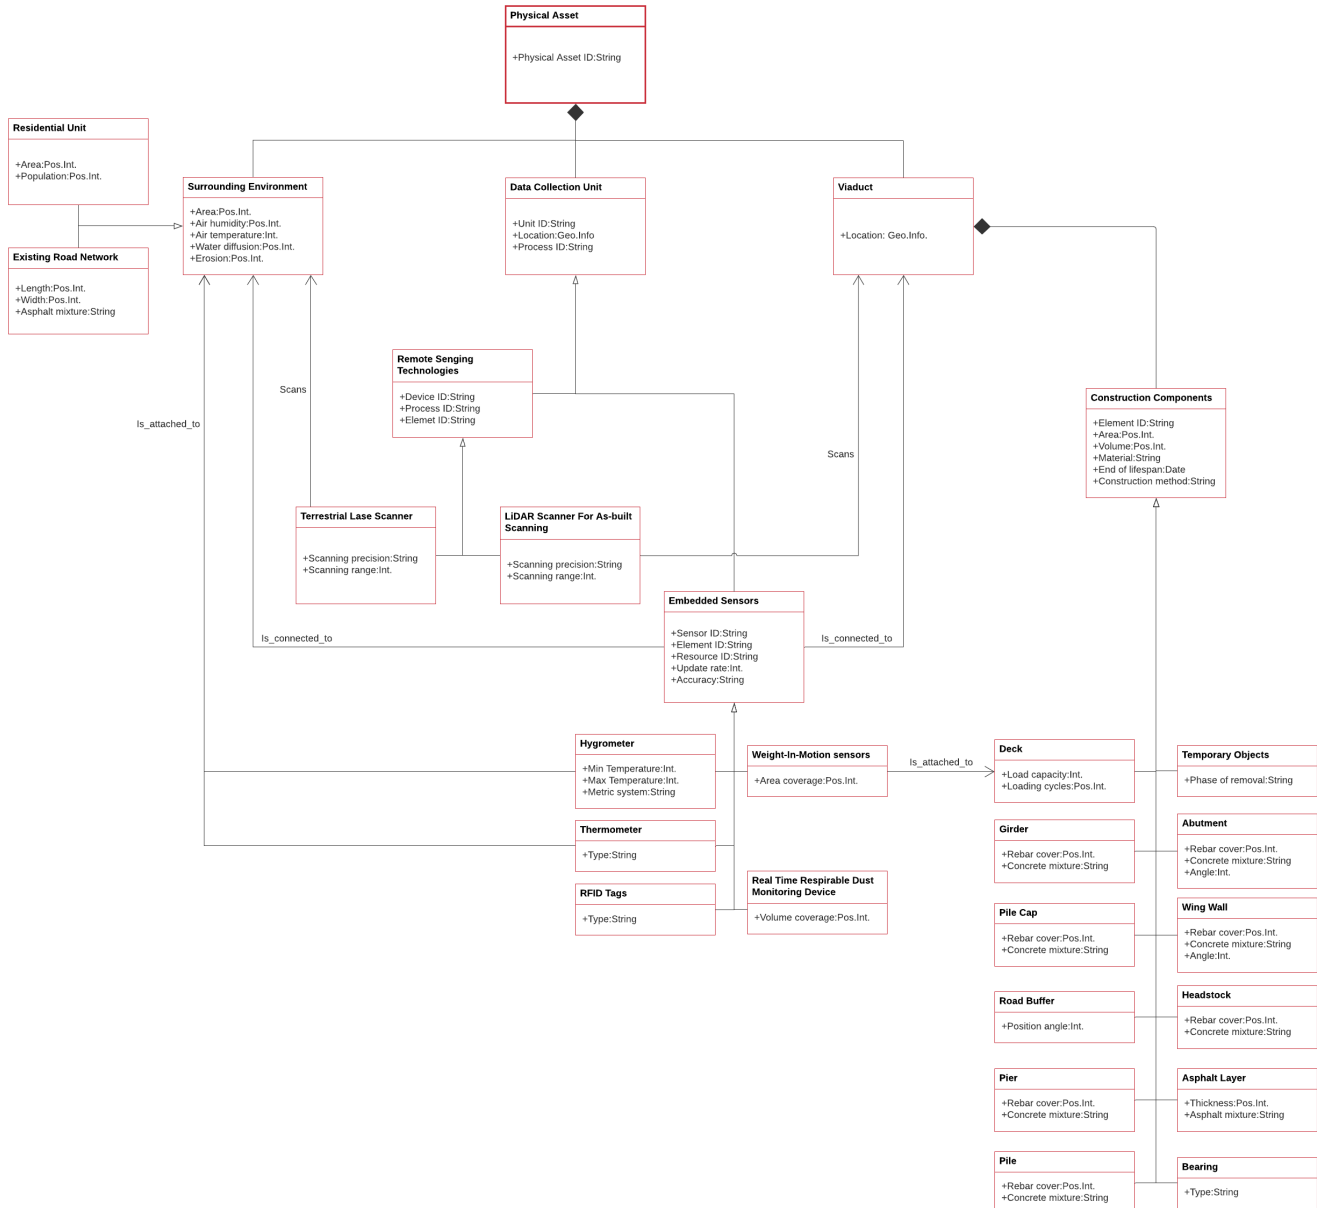 Physical Asset
+Physical Asset ID:String
Residential Unit
+Area:Pos.Int.
+Population:Pos.Int.
Existing Road Network
+Length:Pos.Int.
+Width:Pos.Int.
+Asphalt mixture:String
Surrounding Environment
+Area:Pos.Int.
+Air humidity:Pos.Int.
+Air temperature:Int.
+Water diffusion:Pos.Int.
+Erosion:Pos.Int.
Data Collection Unit
+Unit ID:String
+Location:Geo.Info
+Process ID:String
Viaduct
+Location: Geo.Info.
Remote Senging
Technologies
+Device ID:String
+Process ID:String
+Elemet ID:String
Scans
Is_attached_to
Scans
Construction Components
+Element ID:String
+Area:Pos.Int.
+Volume:Pos.Int.
+Material:String
+End of lifespan:Date
+Construction method:String
Terrestrial Lase Scanner
+Scanning precision:String
+Scanning range:Int.
LiDAR Scanner For As-built
Scanning
+Scanning precision:String
+Scanning range:Int.
Embedded Sensors
+Sensor ID:String
+Element ID:String
+Resource ID:String
+Update rate:Int.
+Accuracy:String
Is_connected_to
Is_connected_to
Hygrometer
+Min Temperature:Int.
+Max Temperature:Int.
+Metric system:String
Weight-In-Motion sensors
+Area coverage:Pos.Int.
Is_attached_to
Thermometer
+Type:String
RFID Tags
+Type:String
Real Time Respirable Dust
Monitoring Device
+Volume coverage:Pos.Int.
Deck
+Load capacity:Int.
+Loading cycles:Pos.Int.
Temporary Objects
+Phase of removal:String
Girder
+Rebar cover:Pos.Int.
+Concrete mixture:String
Abutment
+Rebar cover:Pos.Int.
+Concrete mixture:String
+Angle:Int.
Pile Cap
+Rebar cover:Pos.Int.
+Concrete mixture:String
Wing Wall
+Rebar cover:Pos.Int.
+Concrete mixture:String
+Angle:Int.
Road Buffer
+Position angle:Int.
Headstock
+Rebar cover:Pos.Int.
+Concrete mixture:String
Pier
+Rebar cover:Pos.Int.
+Concrete mixture:String
Asphalt Layer
+Thickness:Pos.Int.
+Asphalt mixture:String
Pile
+Rebar cover:Pos.Int.
+Concrete mixture:String
Bearing
+Type:String